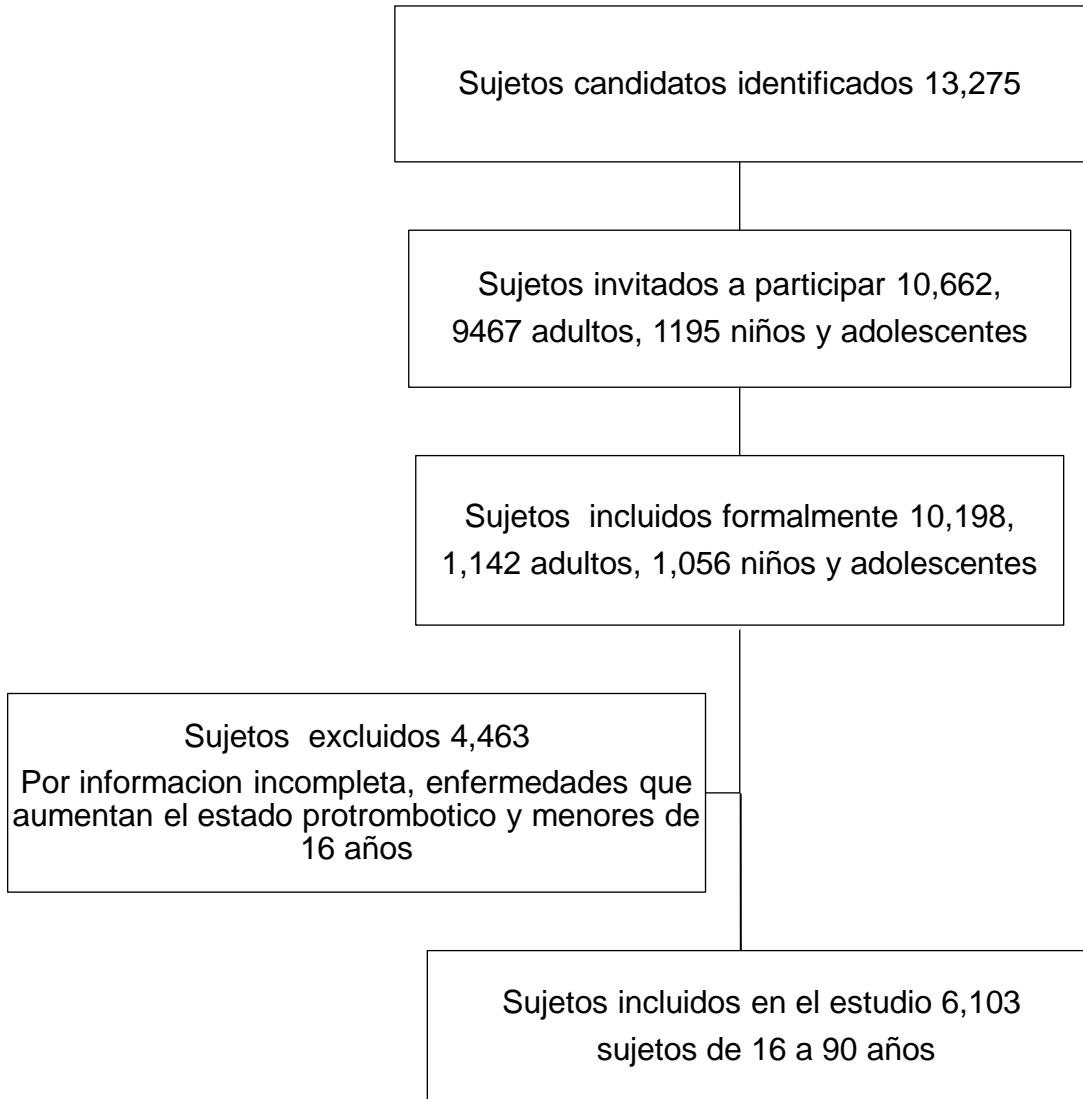 Sujetos candidatos identificados 13,275
Sujetos invitados a participar 10,662,
9467 adultos, 1195 niños y adolescentes
Sujetos incluidos formalmente 10,198,
1,142 adultos, 1,056 niños y adolescentes
Sujetos excluidos 4,463
Por informacion incompleta, enfermedades que
aumentan el estado protrombotico y menores de
16 años
Sujetos incluidos en el estudio 6,103
sujetos de 16 a 90 años